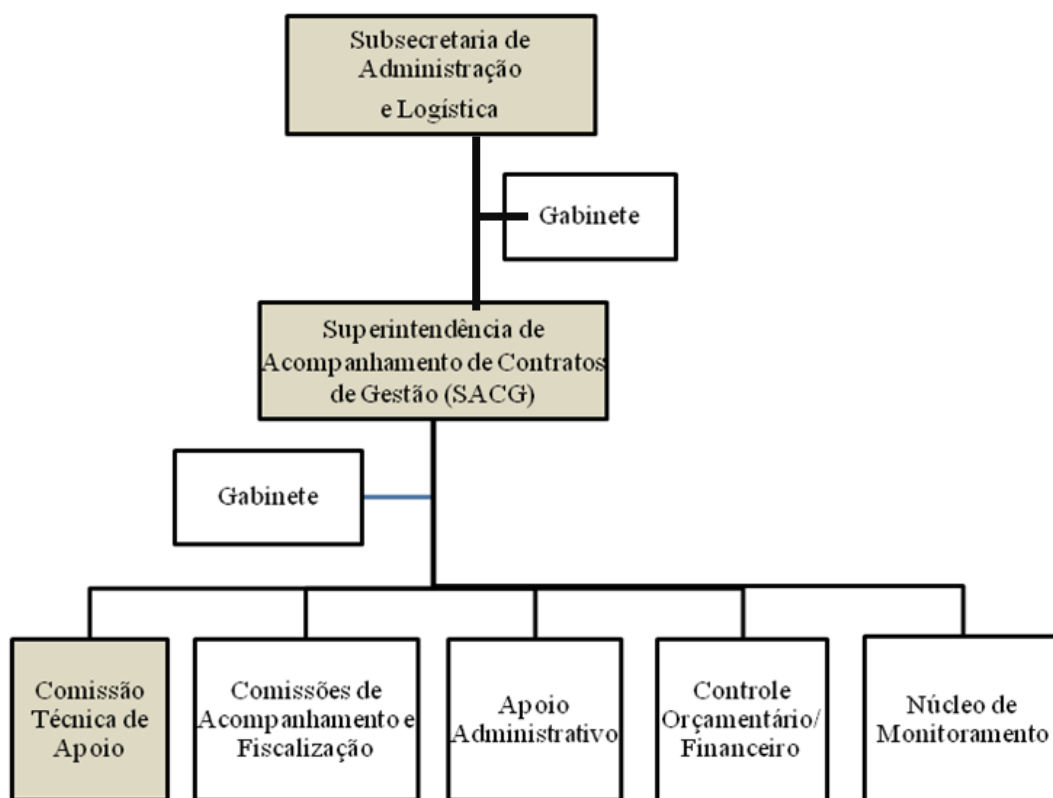 Subsecretaria de
Administração
e Logística
Gabinete
Superintendência de
Acompanhamento de Contratos
de Gestão (SACG)
Gabinete
Comissão
Técnica de
Apoio
Comissões de
Acompanhamento e
Fiscalização
Apoio
Administrativo
Controle
Orçamentário/
Financeiro
Núcleo de
Monitoramento